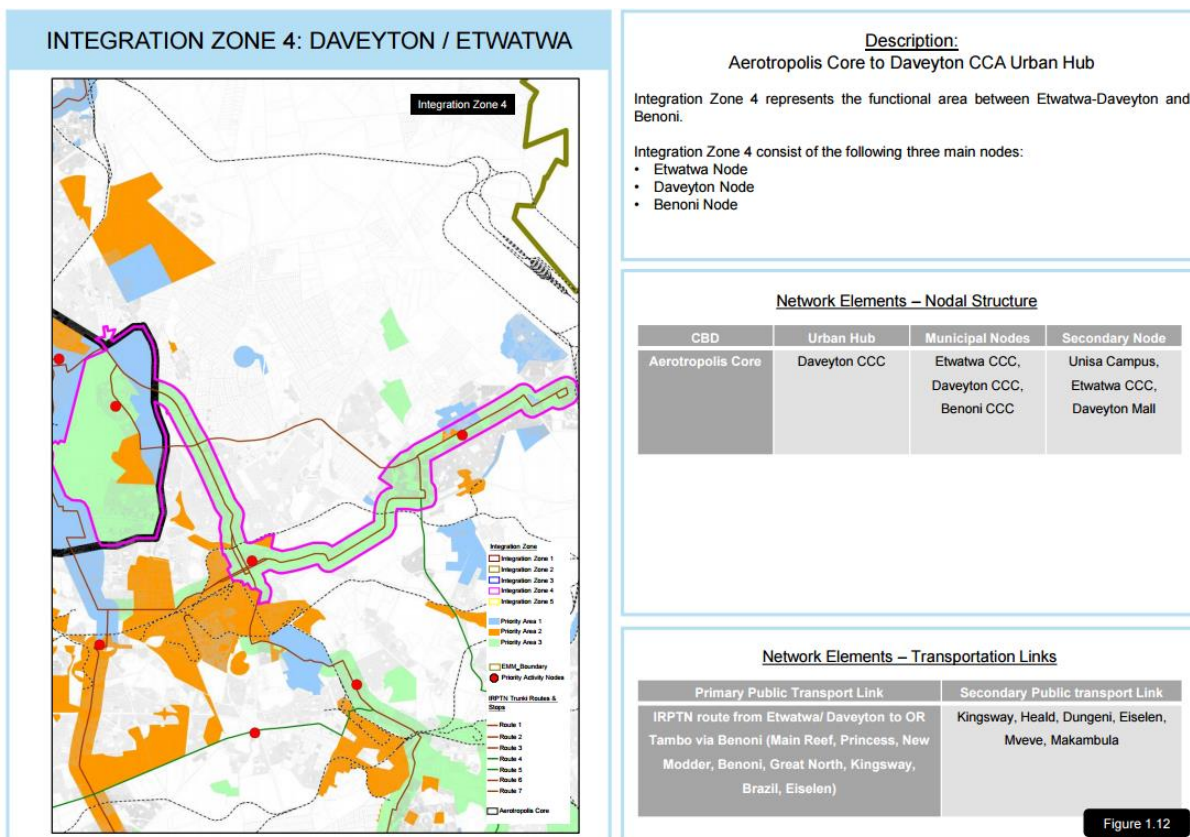 INTEGRATION ZONE 4: DAVEYTON / ETWATWA
Integration Zone 4
Integration Zone
Integration Zone 1
Integration Zone 2
Integration Zone 3
Integration Zone 4
Integration Zone 5
Priority Area 1
Priority Area 2
Priority Area 3
EMM_Boundary
Priority Activity Nodes
IRPTN Trunki Routes &
Stops
Route 1
Route 2
Route 3
Route 4
Route 5
Route 6
Route 7
Aerotropolis Core
Description:
Aerotropolis Core to Daveyton CCA Urban Hub
Integration Zone 4 represents the functional area between Etwatwa-Daveyton and
Benoni.
Integration Zone 4 consist of the following three main nodes:
• Etwatwa Node
• Daveyton Node
• Benoni Node
Network Elements – Nodal Structure
CBD Urban Hub Municipal Nodes Secondary Node
Aerotropolis Core Daveyton CCC Etwatwa CCC, Unisa Campus,
Daveyton CCC, Etwatwa CCC,
Benoni CCC Daveyton Mall
Network Elements – Transportation Links
Primary Public Transport Link Secondary Public transport Link
IRPTN route from Etwatwa/ Daveyton to OR Kingsway, Heald, Dungeni, Eiselen,
Tambo via Benoni (Main Reef, Princess, New Mveve, Makambula
Modder, Benoni, Great North, Kingsway,
Brazil, Eiselen)
Figure 1.12